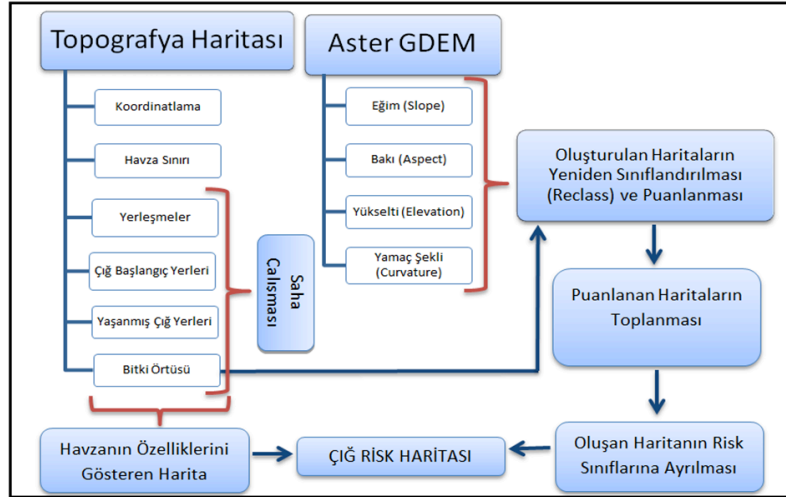 Topografya Haritası
Koordinatlama
Havza Sınırı
Yerleşmeler
Çığ Başlangıç Yerleri
Yaşanmış Çığ Yerleri
Bitki Örtüsü
Saha
Çalışması
Havzanın Özelliklerini
Gösteren Harita
Aster GDEM
Eğim (Slope)
Bakı (Aspect)
Yükselti (Elevation)
Yamaç Şekli
(Curvature)
Oluşturulan Haritaların
Yeniden Sınıflandırılması
(Reclass) ve Puanlanması
Puanlanan Haritaların
Toplanması
Oluşan Haritanın Risk
Sınıflarına Ayrılması
ÇIĞ RİSK HARİTASI